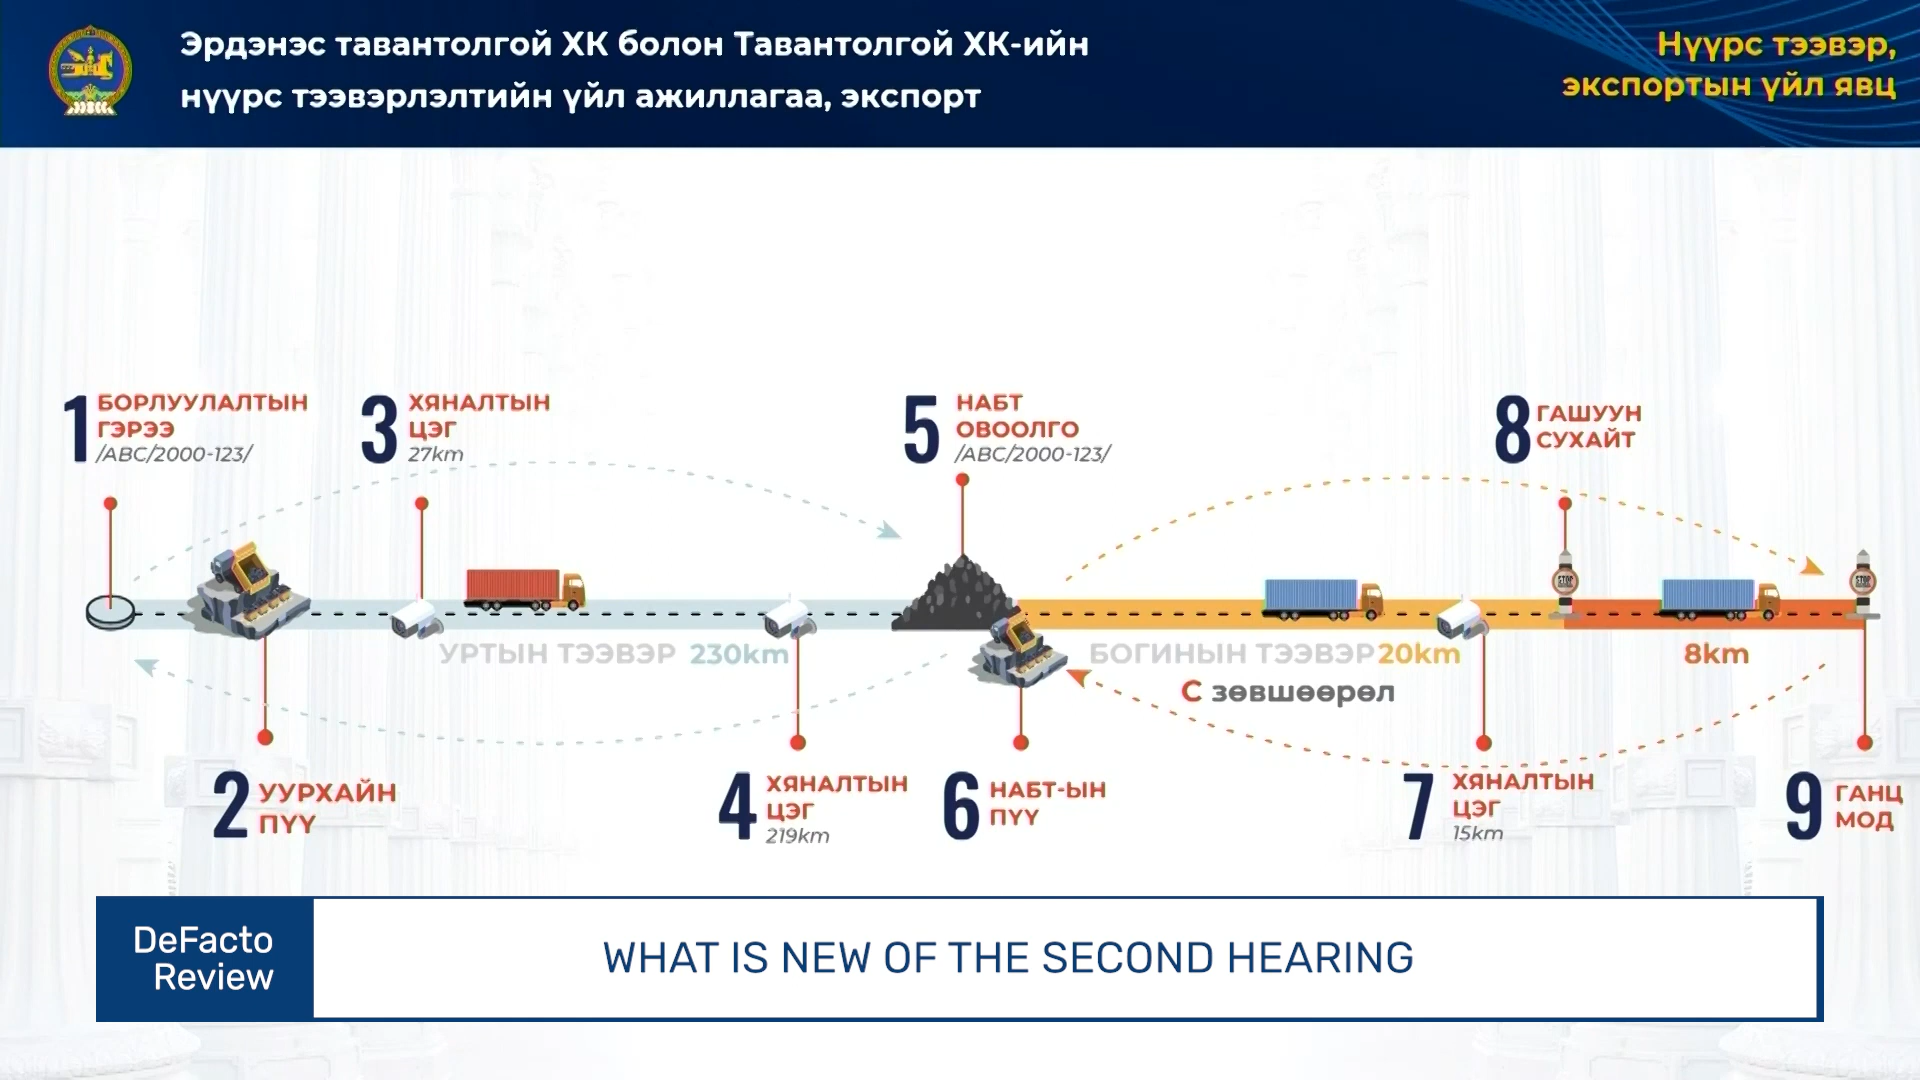 Эрдэнэс тавантолгой ХК болон Тавантолгой ХК-ийн
нүүрс тээвэрлэлтийн үйл ажиллагаа, экспорт
Нүүрс тээвэр,
экспортын үйл явц
1 БОРЛУУЛАЛТЫН
ГЭРЭЭ
/ABC/2000-123/
3 ХЯНАЛТЫН
ЦЭГ
27km
5 НАБТ
ОВООЛГО
/ABC/2000-123/
8 ГАШУУН
СУХАЙТ
STOP
STOP
УРТЫН ТЭЭВЭР 230km
БОГИНЫН ТЭЭВЭР 20km
8km
С зөвшөөрөл
2 УУРХАЙН
ПҮҮ
4 ХЯНАЛТЫН
ЦЭГ
219km
6 НАБТ-ЫН
ПҮҮ
7 ХЯНАЛТЫН
ЦЭГ
15km
9 ГАНЦ
МОД
DeFacto
Review
WHAT IS NEW OF THE SECOND HEARING